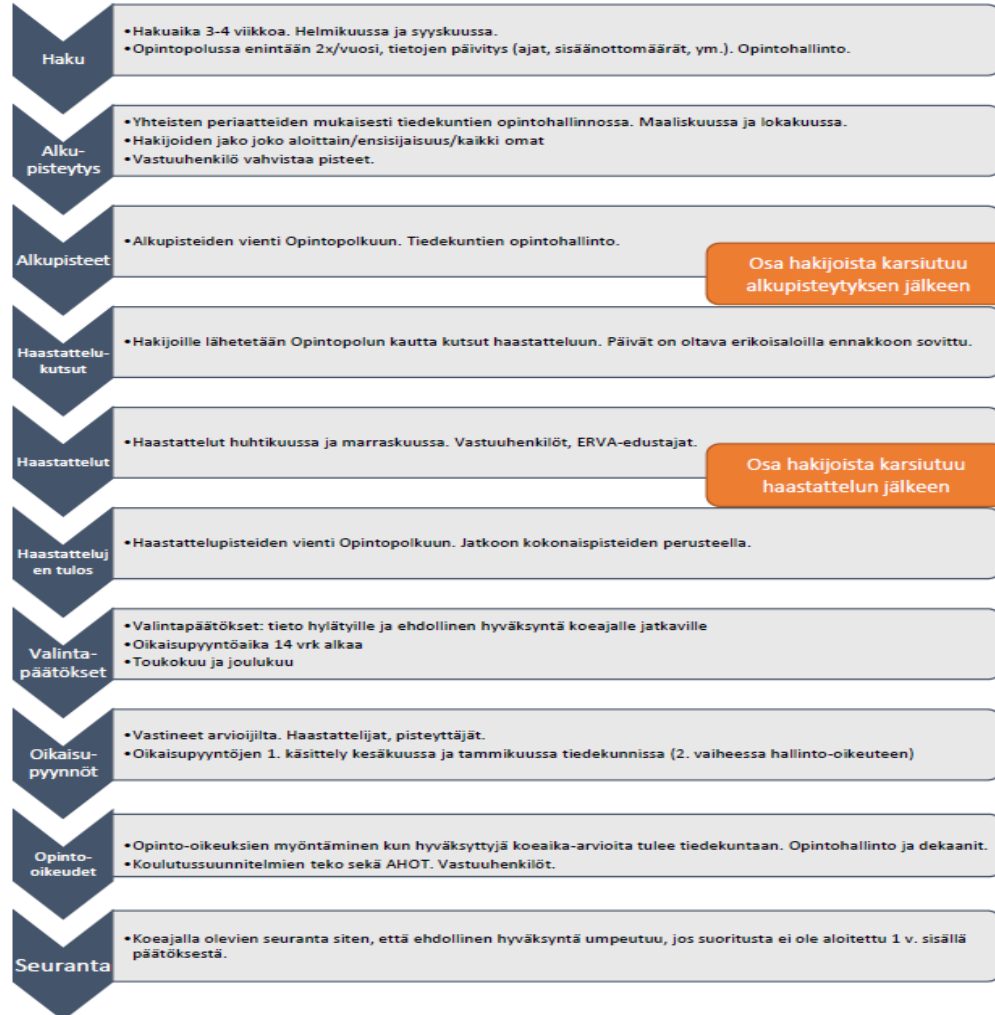 Haku
•Hakuaika 3-4 viikkoa. Helmikuussa ja syyskuussa.
•Opintopolussa enintään 2x/vuosi, tietojen päivitys (ajat, sisäänottomäärät, ym.). Opintohallinto.
Alku-
pisteytys
•Yhteisten periaatteiden mukaisesti tiedekuntien opintohallinnossa. Maaliskuussa ja lokakuussa.
•Hakijoiden jako joko aloittain/ensisijaisuus/kaikki omat
•Vastuuhenkilö vahvistaa pisteet.
Alkupisteet
•Alkupisteiden vienti Opintopolkuun. Tiedekuntien opintohallinto.
Osa hakijoista karsiutuu
alkupisteytyksen jälkeen
Haastattelu-
kutsut
•Hakijoille lähetetään Opintopolun kautta kutsut haastatteluun. Päivät on oltava erikoisaloilla ennakkoon sovittu.
Haastattelut
•Haastattelut huhtikuussa ja marraskuussa. Vastuuhenkilöt, ERVA-edustajat.
Osa hakijoista karsiutuu
haastattelun jälkeen
Haastatteluj
en tulos
•Haastattelupisteiden vienti Opintopolkuun. Jatkoon kokonaispisteiden perusteella.
Valinta-
päätökset
•Valintapäätökset: tieto hylätyille ja ehdollinen hyväksyntä koeajalle jatkaville
•Oikaisupyyntöaika 14 vrk alkaa
•Toukokuu ja joulukuu
Oikaisu-
pyynnöt
•Vastineet arvioijilta. Haastattelijat, pisteyttäjät.
•Oikaisupyyntöjen 1. käsittely kesäkuussa ja tammikuussa tiedekunnissa (2. vaiheessa hallinto-oikeuteen)
Opinto-
oikeudet
•Opinto-oikeuksien myöntäminen kun hyväksyttyjä koeaika-arvioita tulee tiedekuntaan. Opintohallinto ja dekaanit.
•Koulutussuunnitelmien teko sekä AHOT. Vastuuhenkilöt.
Seuranta
•Koeajalla olevien seuranta siten, että ehdollinen hyväksyntä umpeutuu, jos suoritusta ei ole aloitettu 1 v. sisällä
päätöksestä.